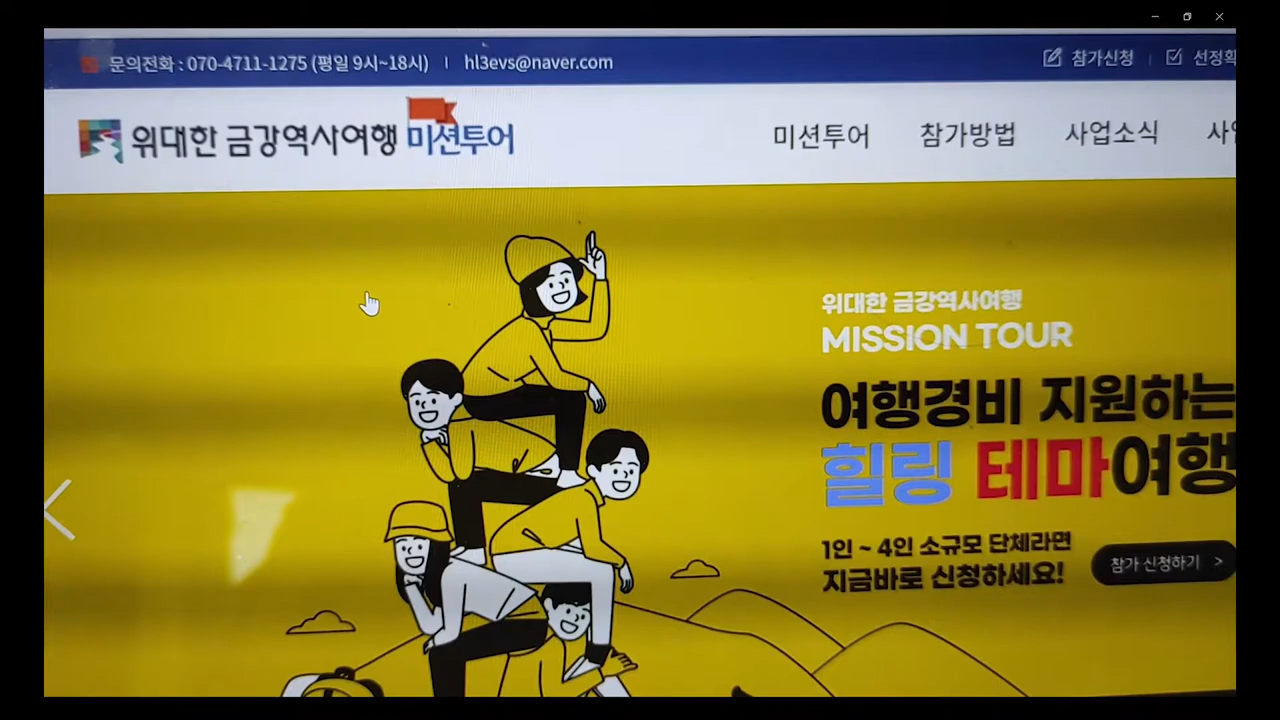 문의전화 : 070-4711-1275 (평일 9시~18시) | hl3evs@naver.com
참가신청 |
위대한 금강역사여행 미션투어
미션투어 참가방법 사업소식
위대한 금강역사여행
MISSION TOUR
여행경비 지원하는
힐링 테마여행
1인 ~ 4인 소규모 단체라면
지금바로 신청하세요!
참가 신청하기 >